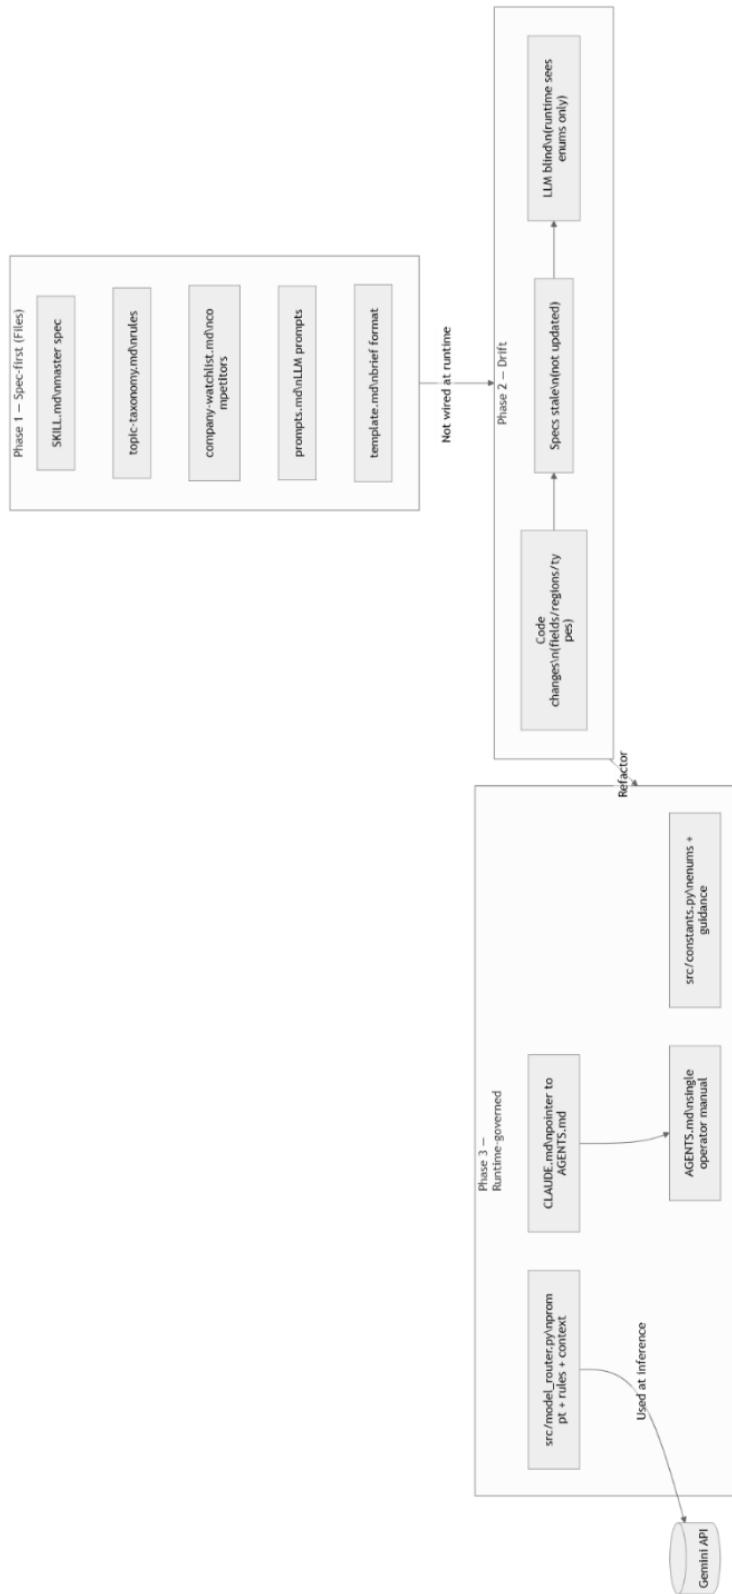 Phase 1 – Spec-first (Files)
SKILL.md\nmaster spec
topic-taxonomy.md\nrules
company-watchlist.md\nco
mpetitors
prompts.md\nLLM prompts
template.md\nbrief format
Not wired at runtime
Phase 2 – Drift
Code
changes\n(fields/regions/ty
pes)
Specs stale\n(not updated)
LLM blind\n(runtime sees
enums only)
Refactor
Phase 3 –
Runtime-governed
src/model_router.py\nprom
pt + rules + context
CLAUDE.md\npointer to
AGENTS.md
AGENTS.md\nsingle
operator manual
src/constants.py\nenums +
guidance
Used at inference
Gemini API